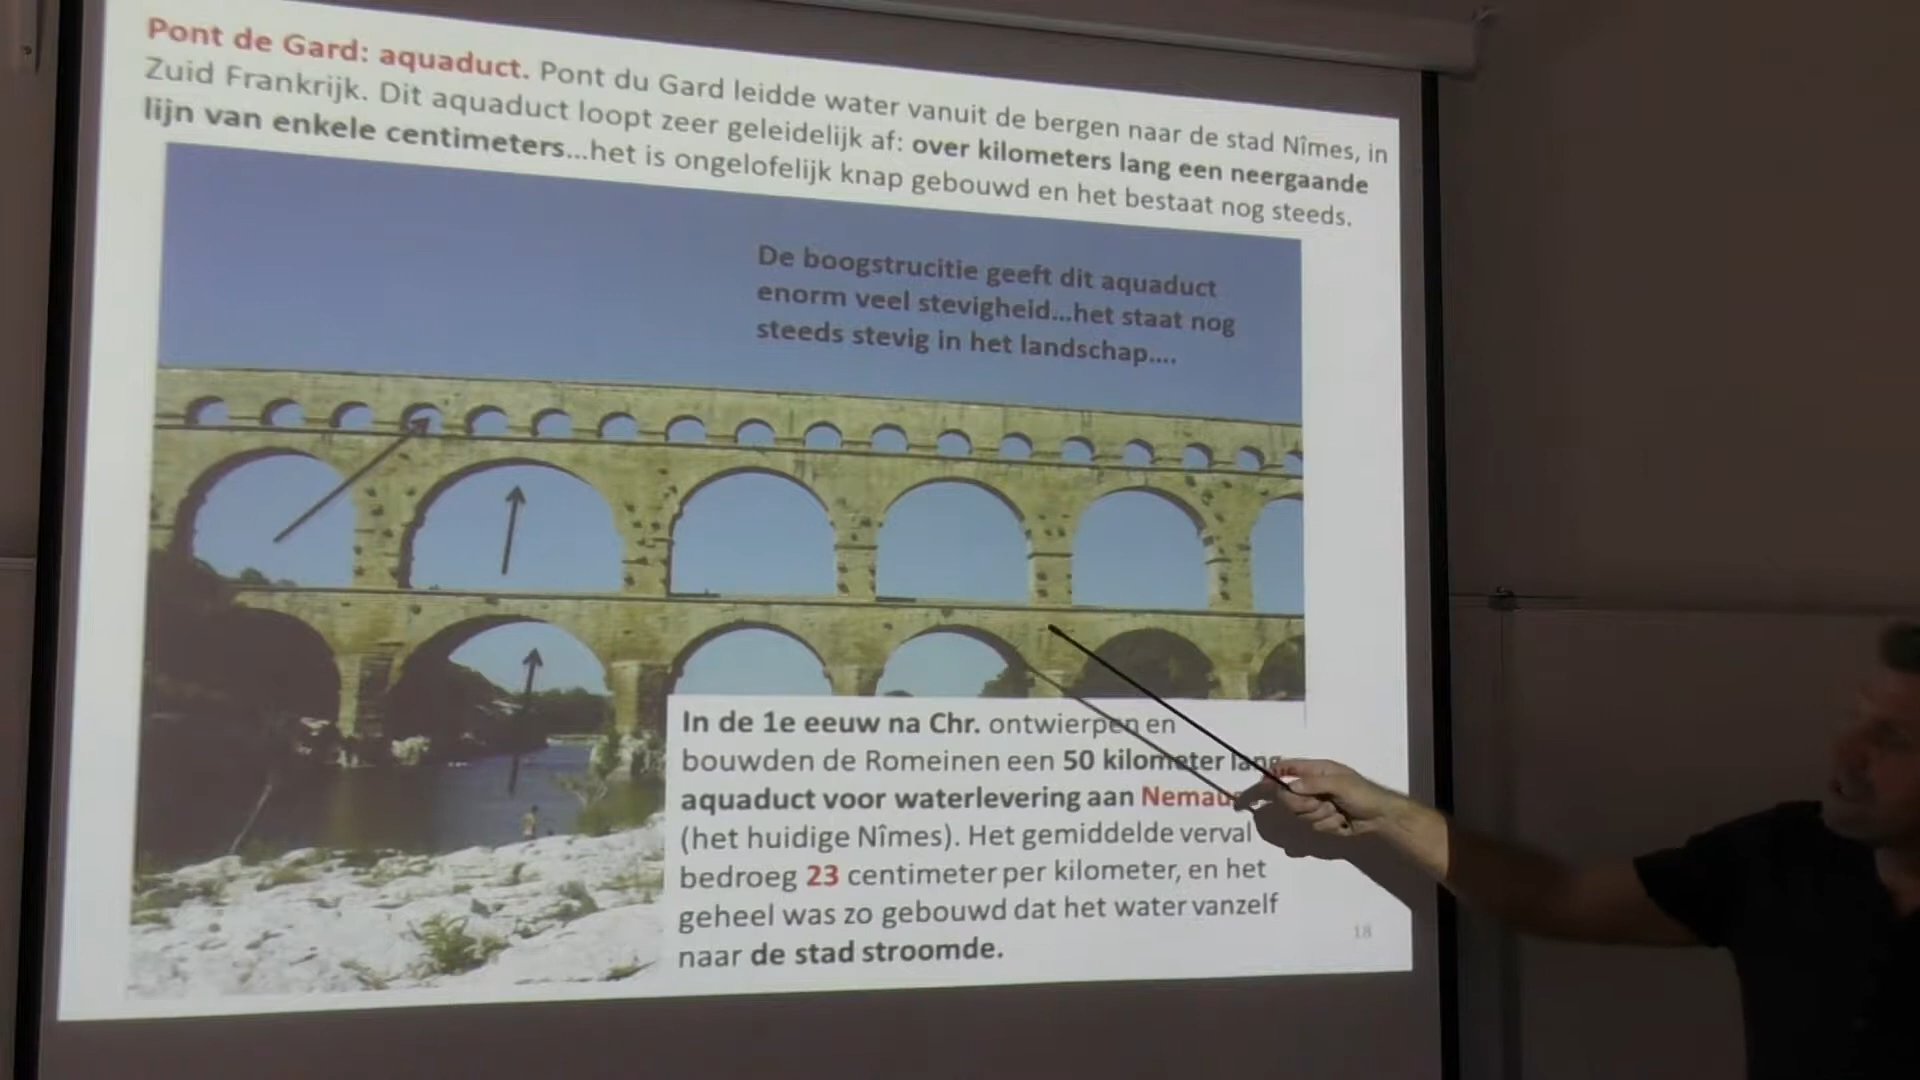 Pont de Gard: aquaduct. Pont du Gard leidde water vanuit de bergen naar de stad Nîmes, in
Zuid Frankrijk. Dit aquaduct loopt zeer geleidelijk af: over kilometers lang een neergaande
lijn van enkele centimeters...het is ongelofelijk knap gebouwd en het bestaat nog steeds.
De boogstrucitie geeft dit aquaduct
enorm veel stevigheid...het staat nog
steeds stevig in het landschap....
In de 1e eeuw na Chr. ontwierpen en
bouwden de Romeinen een 50 kilometer lang
aquaduct voor waterlevering aan
(het huidige Nîmes). Het gemiddelde verval
bedroeg 23 centimeter per kilometer, en het
geheel was zo gebouwd dat het water vanzelf
naar de stad stroomde.
18